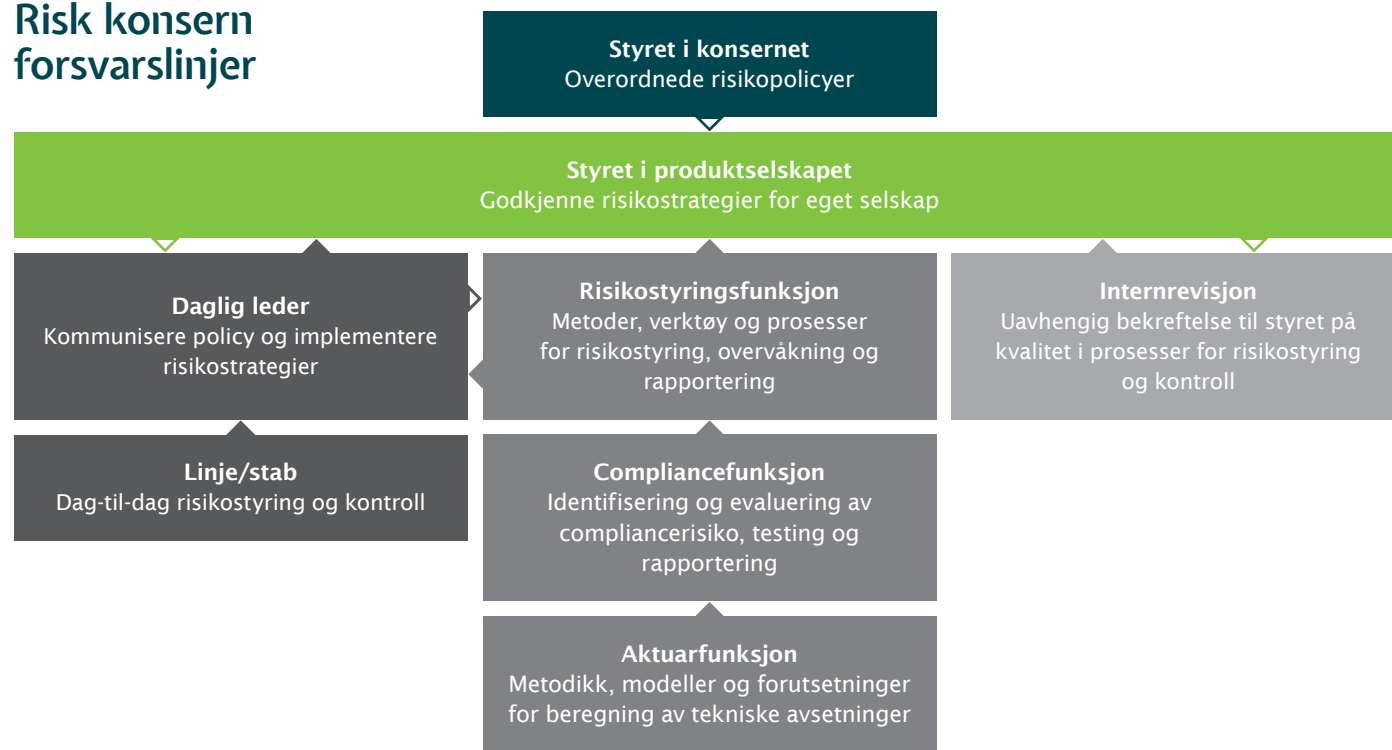 Risk konsern
forsvarslinjer
Styret i konsernet
Overordnede risikopolicyer
Styret i produktselskapet
Godkjenne risikostrategier for eget selskap
Daglig leder
Kommunisere policy og implementere
risikostrategier
Risikostyringsfunksjon
Metoder, verktøy og prosesser
for risikostyring, overvåkning og
rapportering
Internrevisjon
Uavhengig bekreftelse til styret på
kvalitet i prosesser for risikostyring
og kontroll
Linje/stab
Dag-til-dag risikostyring og kontroll
Compliancefunksjon
Identifisering og evaluering av
compliancerisiko, testing og
rapportering
Aktuarfunksjon
Metodikk, modeller og forutsetninger
for beregning av tekniske avsetninger